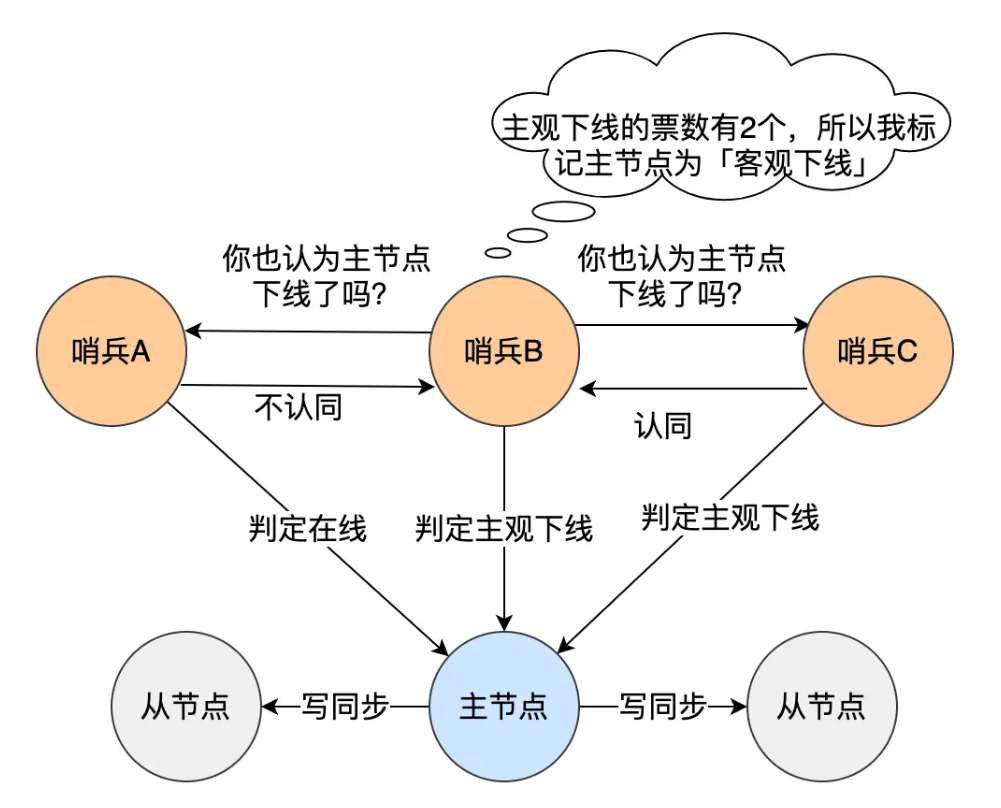 主观下线的票数有2个，所以我标
记主节点为「客观下线」
你也认为主节点
下线了吗？
你也认为主节点
下线了吗？
哨兵A
哨兵B
哨兵C
不认同
认同
判定在线
判定主观下线
判定主观下线
从节点
写同步
主节点
写同步
从节点